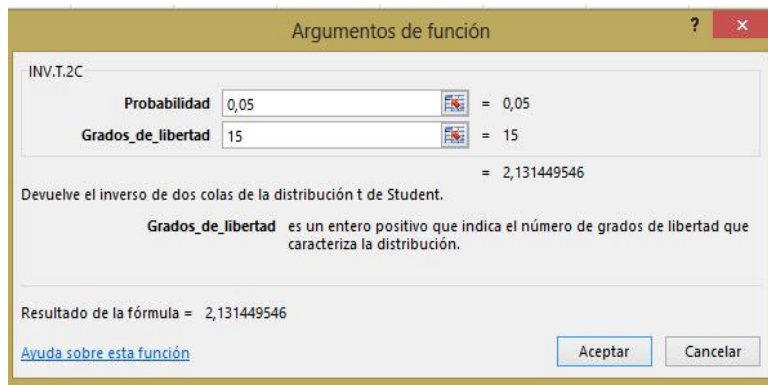 Argumentos de función
?
×
INV.T.2C
Probabilidad 0,05 = 0,05
Grados_de_libertad 15 = 15
= 2,131449546
Devuelve el inverso de dos colas de la distribución t de Student.
Grados_de_libertad es un entero positivo que indica el número de grados de libertad que
caracteriza la distribución.
Resultado de la fórmula = 2,131449546
Ayuda sobre esta función
Aceptar
Cancelar